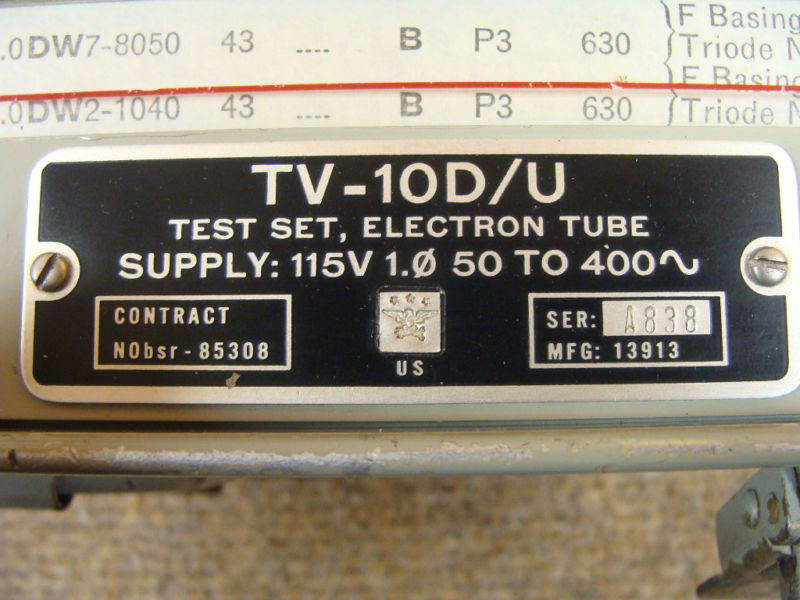 .0DW7-8050 43 .... B P3 630 F Basing
Triode N
F Basing
.0DW2-1040 43 .... B P3 630 Triode N
TV-10D/U
TEST SET, ELECTRON TUBE
SUPPLY: 115V 1.Ø 50 TO 400~
CONTRACT
NObsr-85308
US
SER: A838
MFG: 13913